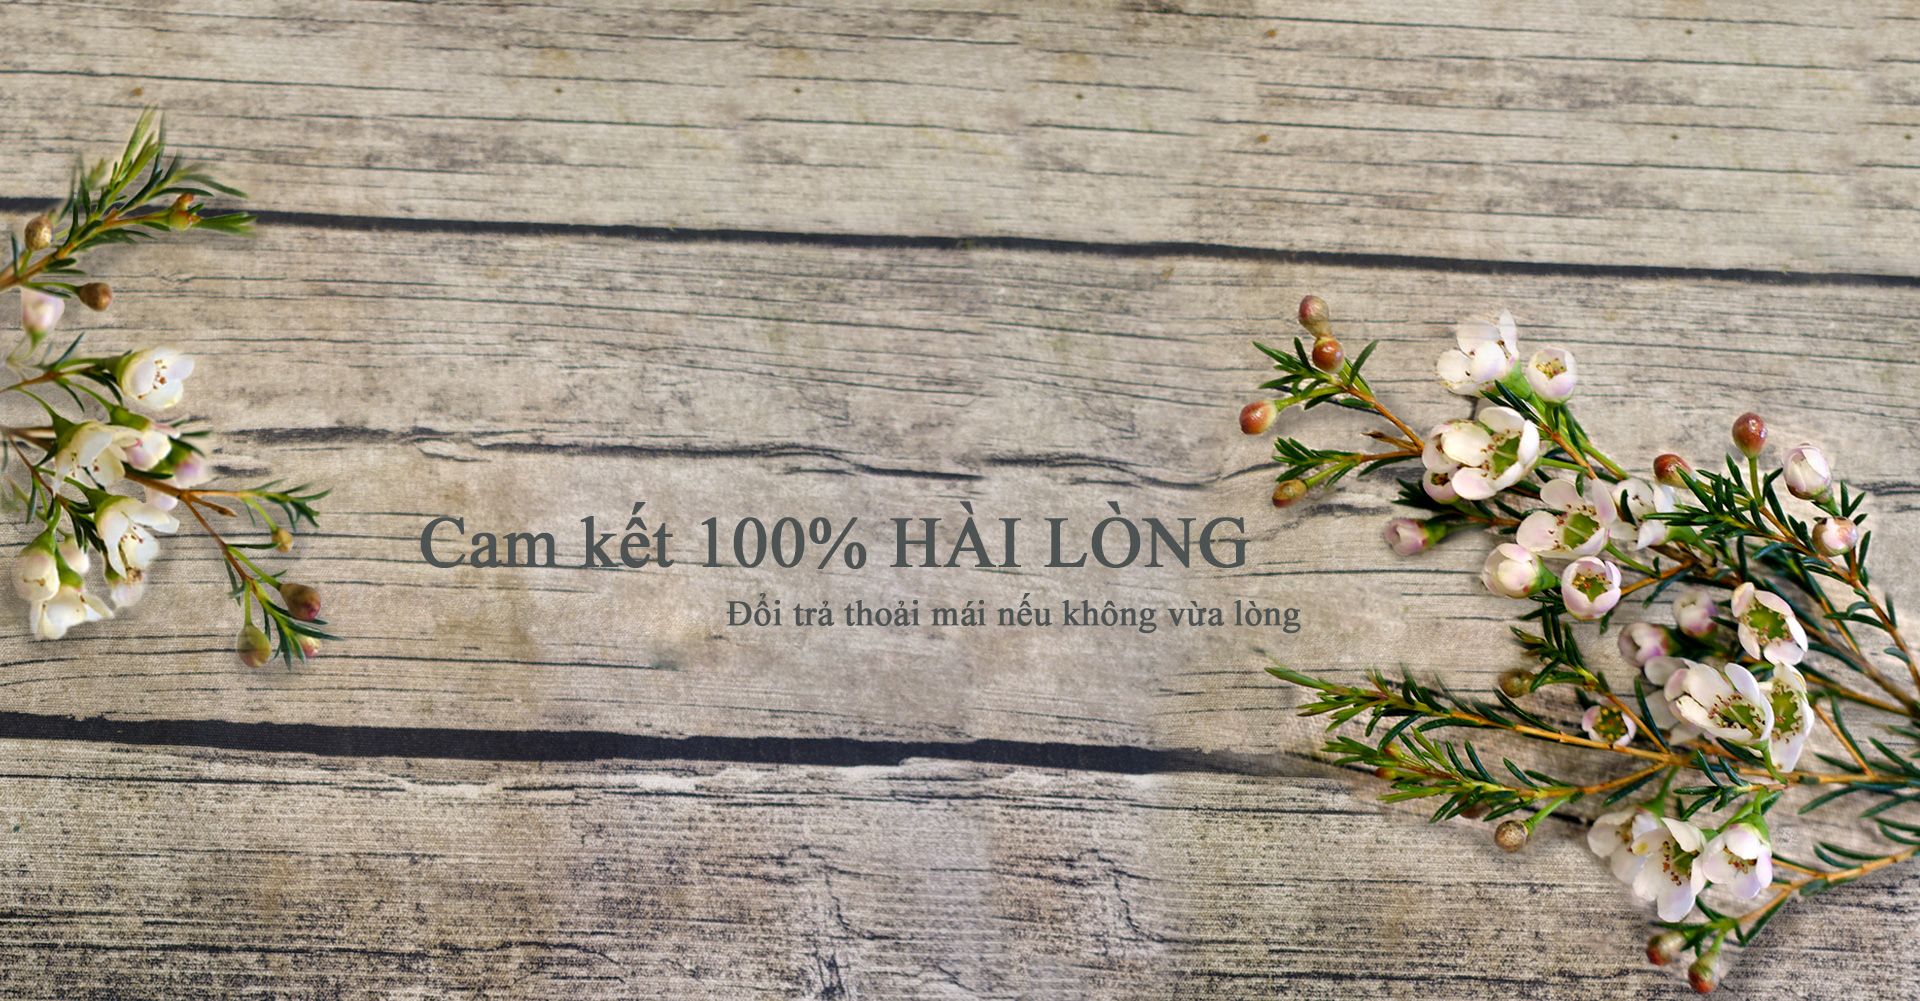 Cam kết 100% HÀI LÒNG
Đổi trả thoải mái nếu không vừa lòng